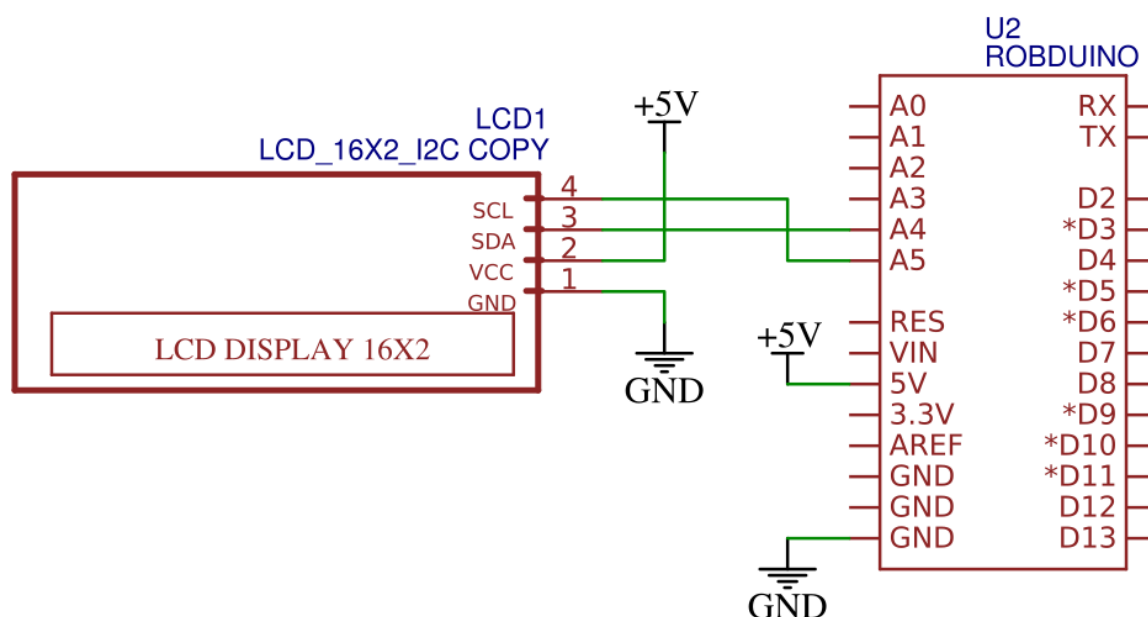 LCD1
LCD_16X2_I2C COPY
4
SCL
3
SDA
2
VCC
1
GND
LCD DISPLAY 16X2
+5V
GND
U2
ROBDUINO
A0
A1
A2
A3
A4
A5
RES
VIN
5V
3.3V
AREF
GND
GND
GND
RX
TX
D2
*D3
D4
*D5
*D6
D7
D8
*D9
*D10
*D11
D12
D13
+5V
GND